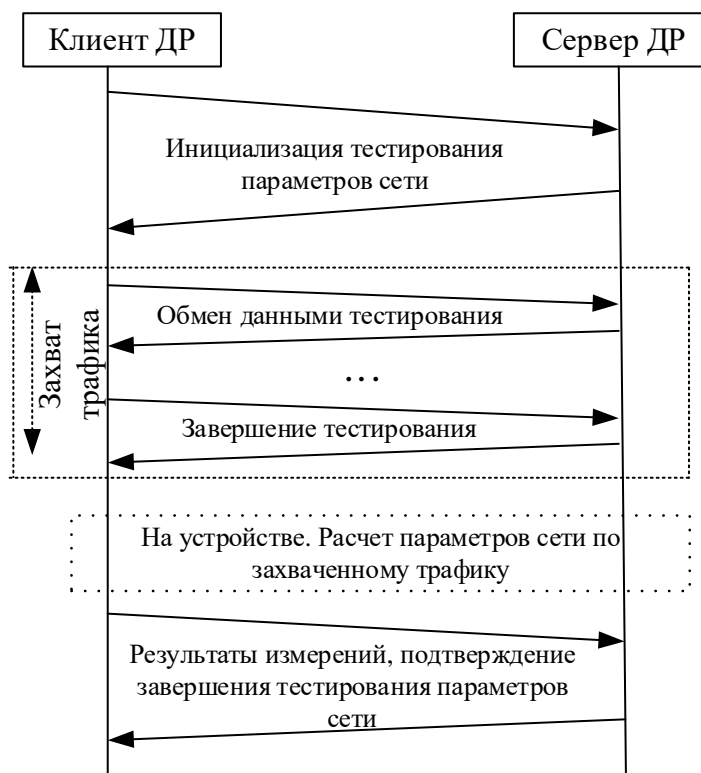 Клиент ДР
Сервер ДР
Инициализация тестирования
параметров сети
Захват
трафика
Обмен данными тестирования
...
Завершение тестирования
На устройстве. Расчет параметров сети по
захваченному трафику
Результаты измерений, подтверждение
завершения тестирования параметров
сети